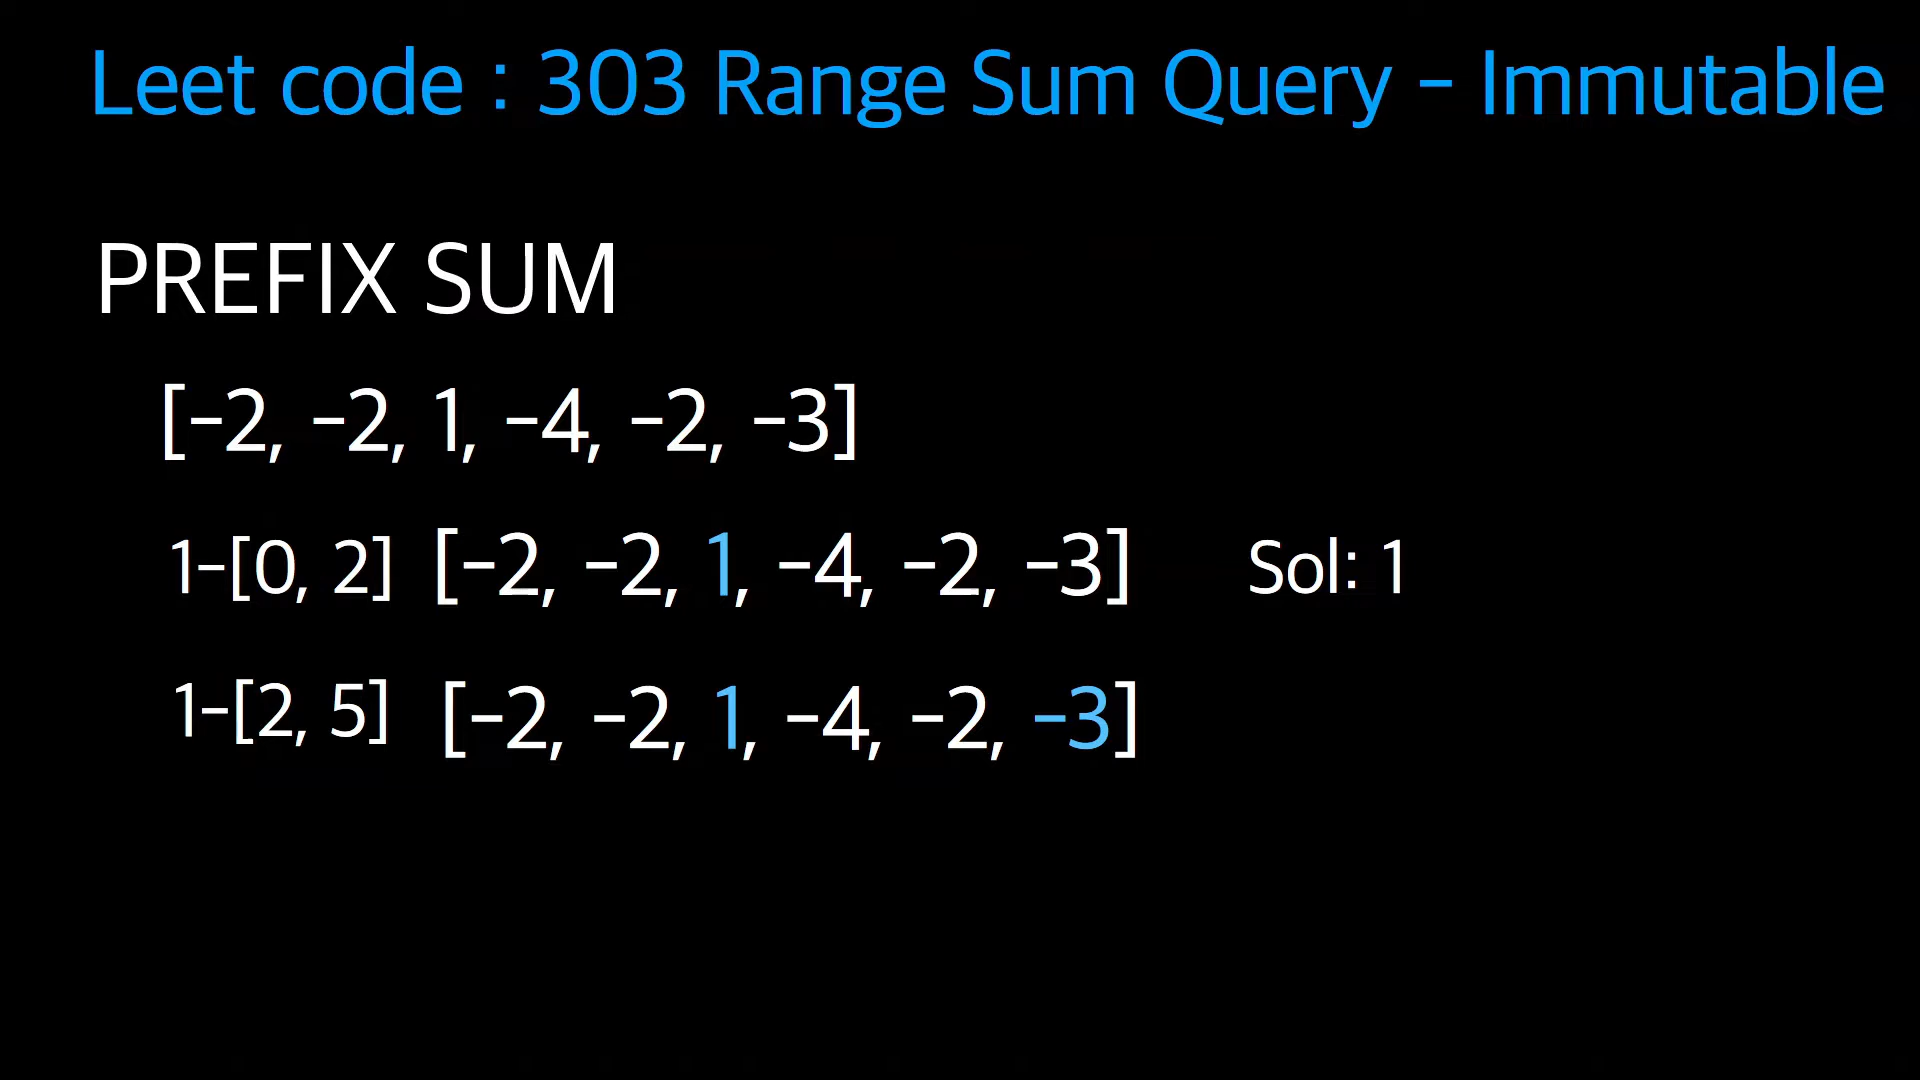 Leet code : 303 Range Sum Query - Immutable
PREFIX SUM
[-2, -2, 1, -4, -2, -3]
1-[0, 2] [-2, -2, 1, -4, -2, -3] Sol: 1
1-[2, 5] [-2, -2, 1, -4, -2, -3]